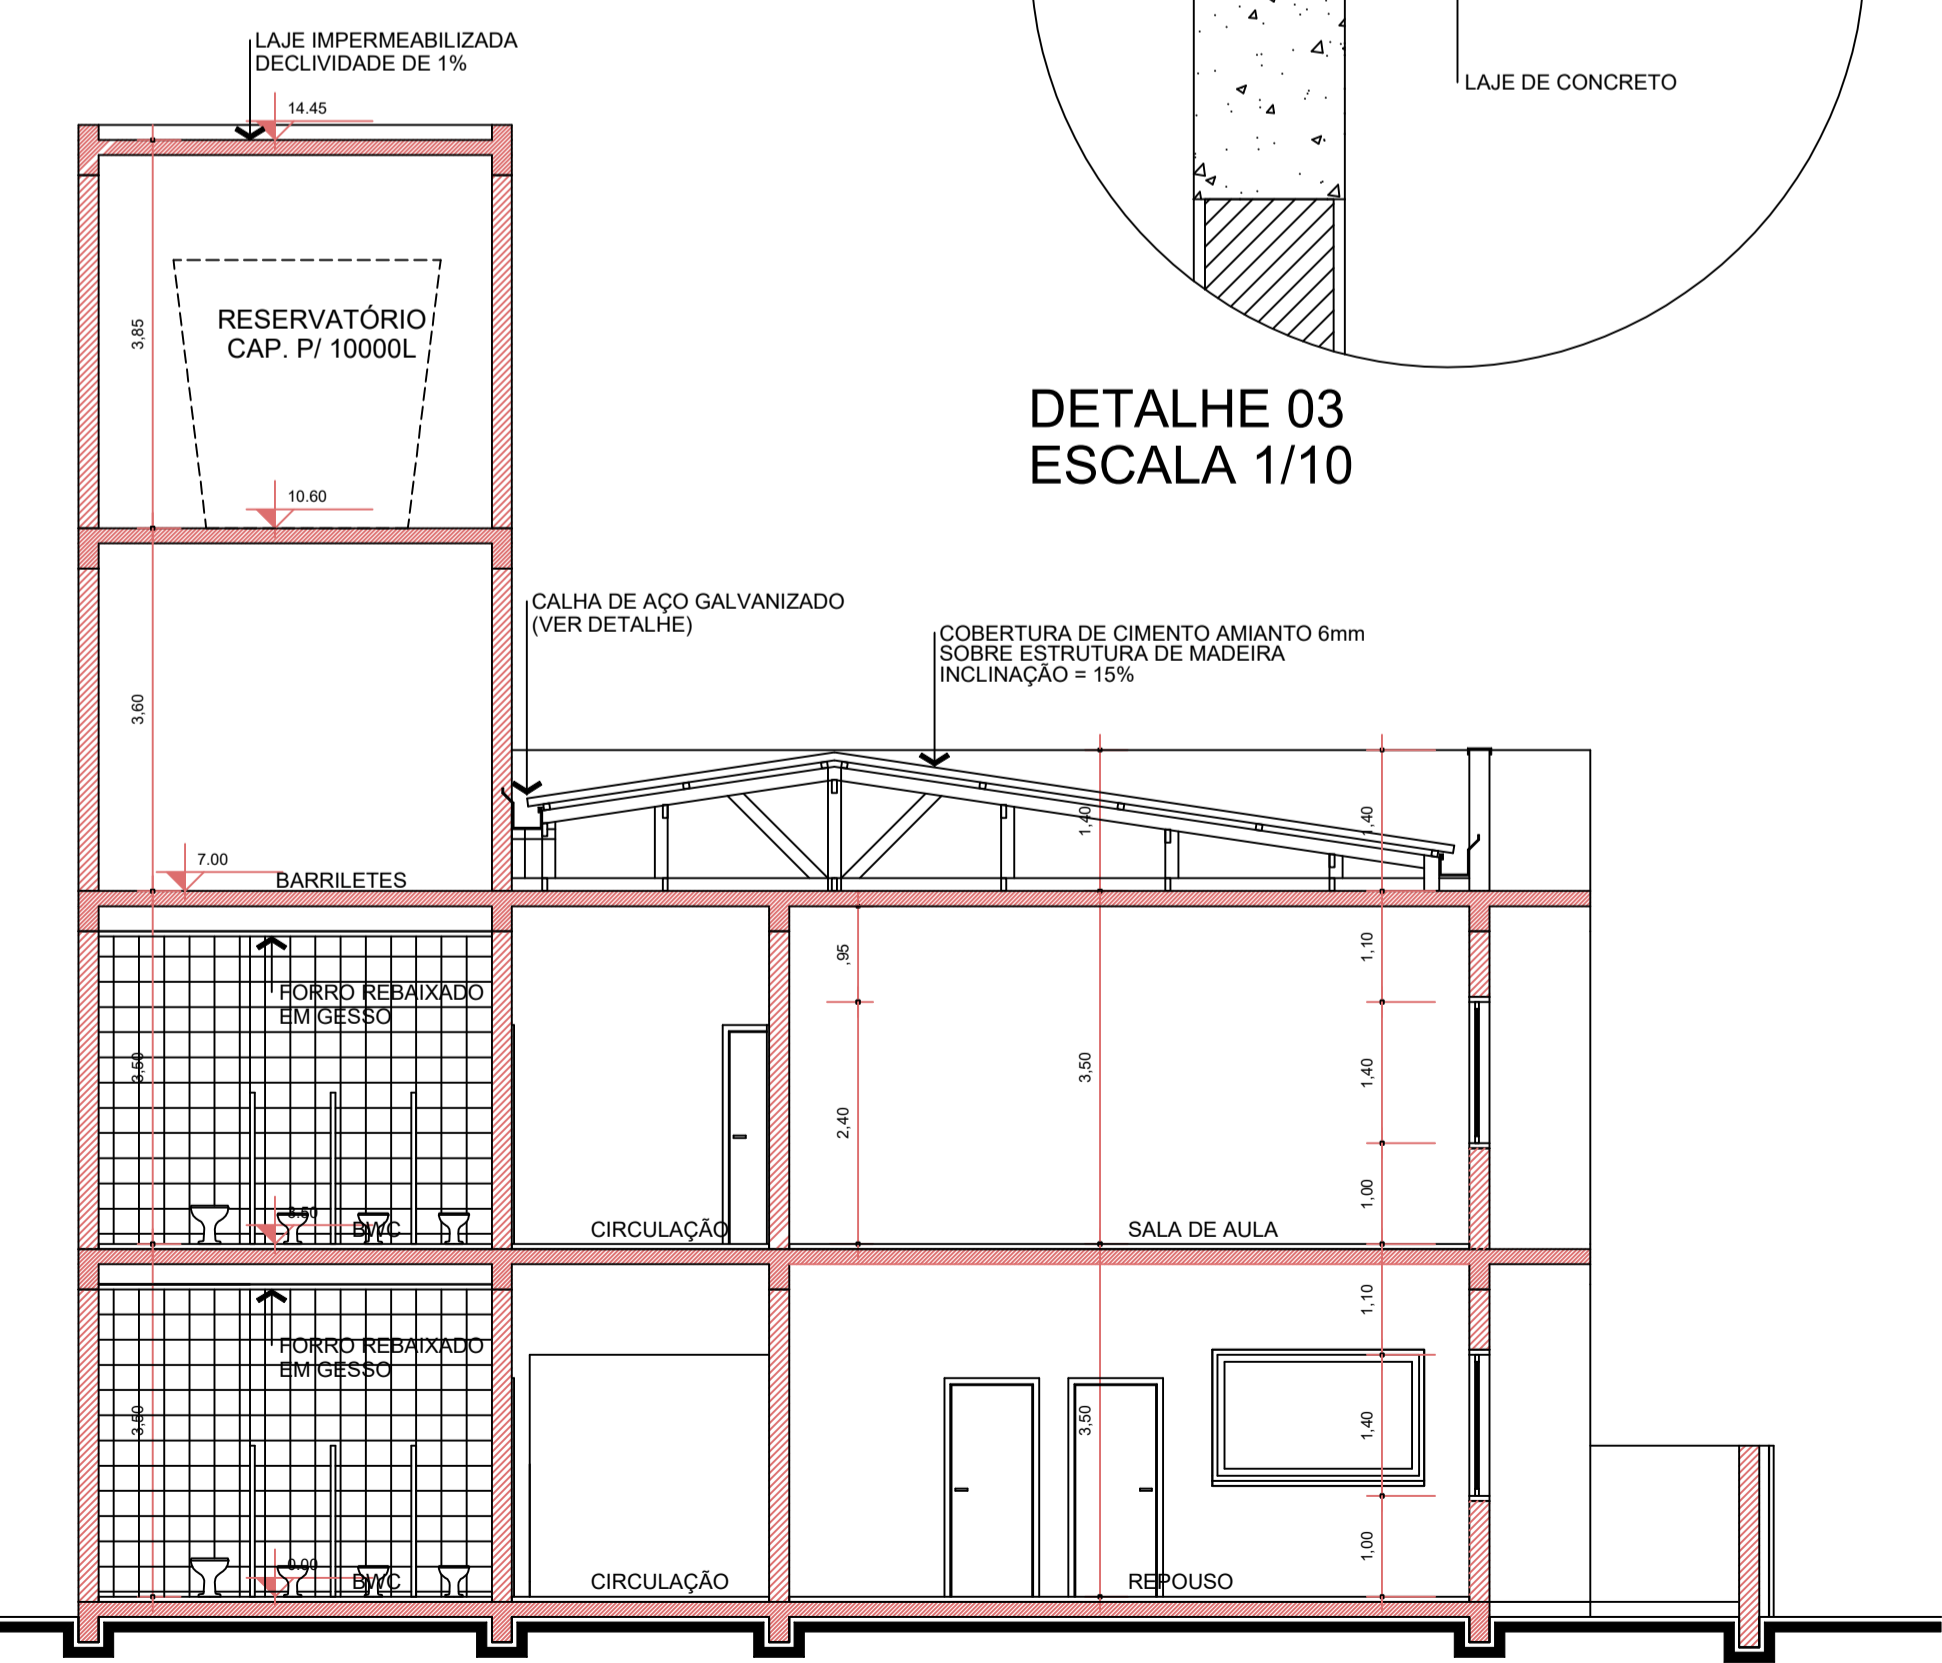 LAJE IMPERMEABILIZADA
DECLIVIDADE DE 1%
14.45
LAJE DE CONCRETO
3,85
RESERVATÓRIO
CAP. P/ 10000L
DETALHE 03
ESCALA 1/10
10.60
CALHA DE AÇO GALVANIZADO
(VER DETALHE)
COBERTURA DE CIMENTO AMIANTO 6mm
SOBRE ESTRUTURA DE MADEIRA
INCLINAÇÃO = 15%
3,60
1,40
1,40
7.00
BARRILETES
,95
1,10
FORRO REBAIXADO
EM GESSO
3,50
3,50
1,40
2,40
1,00
3.50
BWC
CIRCULAÇÃO
SALA DE AULA
1,10
FORRO REBAIXADO
EM GESSO
3,50
3,50
1,40
1,00
0.00
BWC
CIRCULAÇÃO
REPOUSO